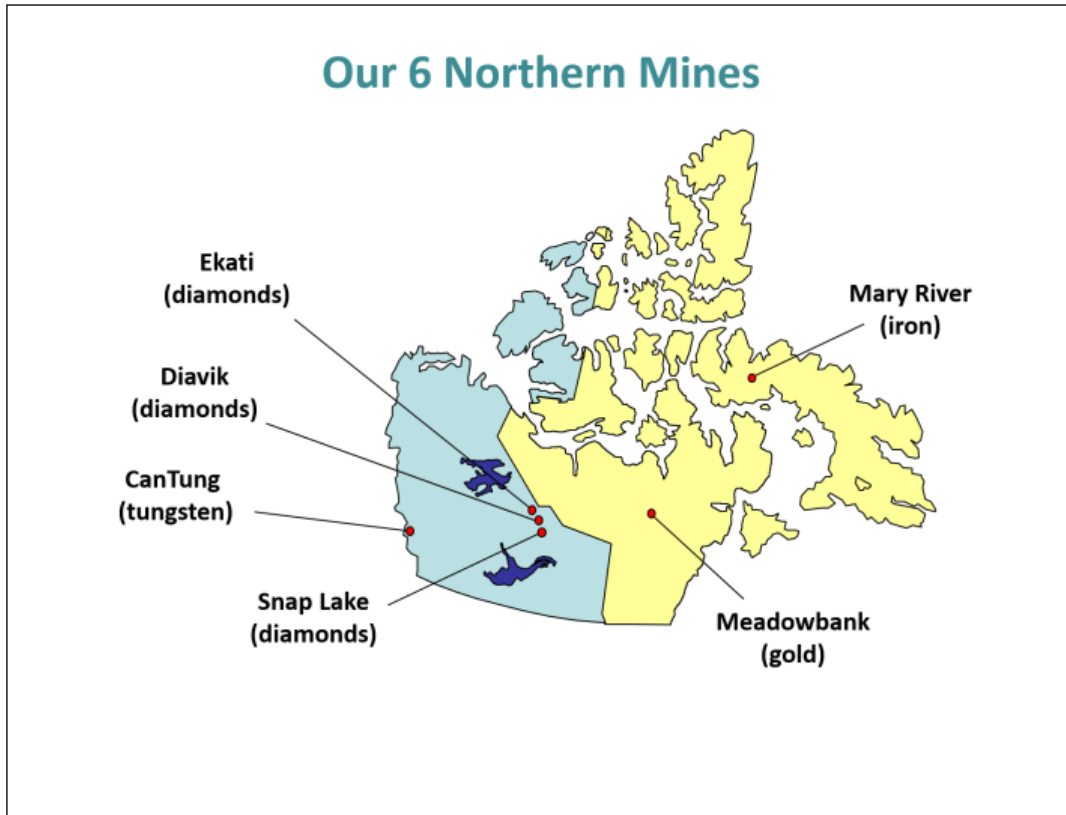 Our 6 Northern Mines
Ekati
(diamonds)
Mary River
(iron)
Diavik
(diamonds)
CanTung
(tungsten)
Snap Lake
(diamonds)
Meadowbank
(gold)